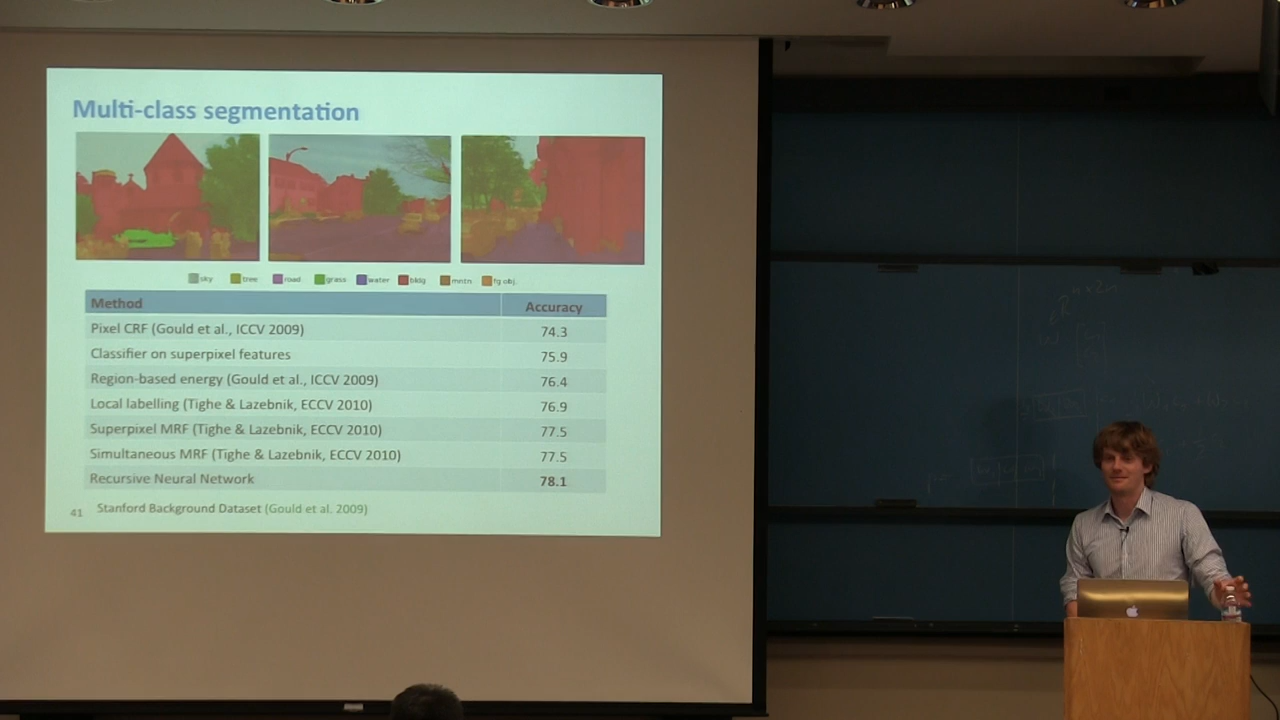 Multi-class segmentation
sky tree road grass water bldg mntn fg obj.
Method Accuracy
Pixel CRF (Gould et al., ICCV 2009) 74.3
Classifier on superpixel features 75.9
Region-based energy (Gould et al., ICCV 2009) 76.4
Local labelling (Tighe & Lazebnik, ECCV 2010) 76.9
Superpixel MRF (Tighe & Lazebnik, ECCV 2010) 77.5
Simultaneous MRF (Tighe & Lazebnik, ECCV 2010) 77.5
Recursive Neural Network 78.1
41 Stanford Background Dataset (Gould et al. 2009)